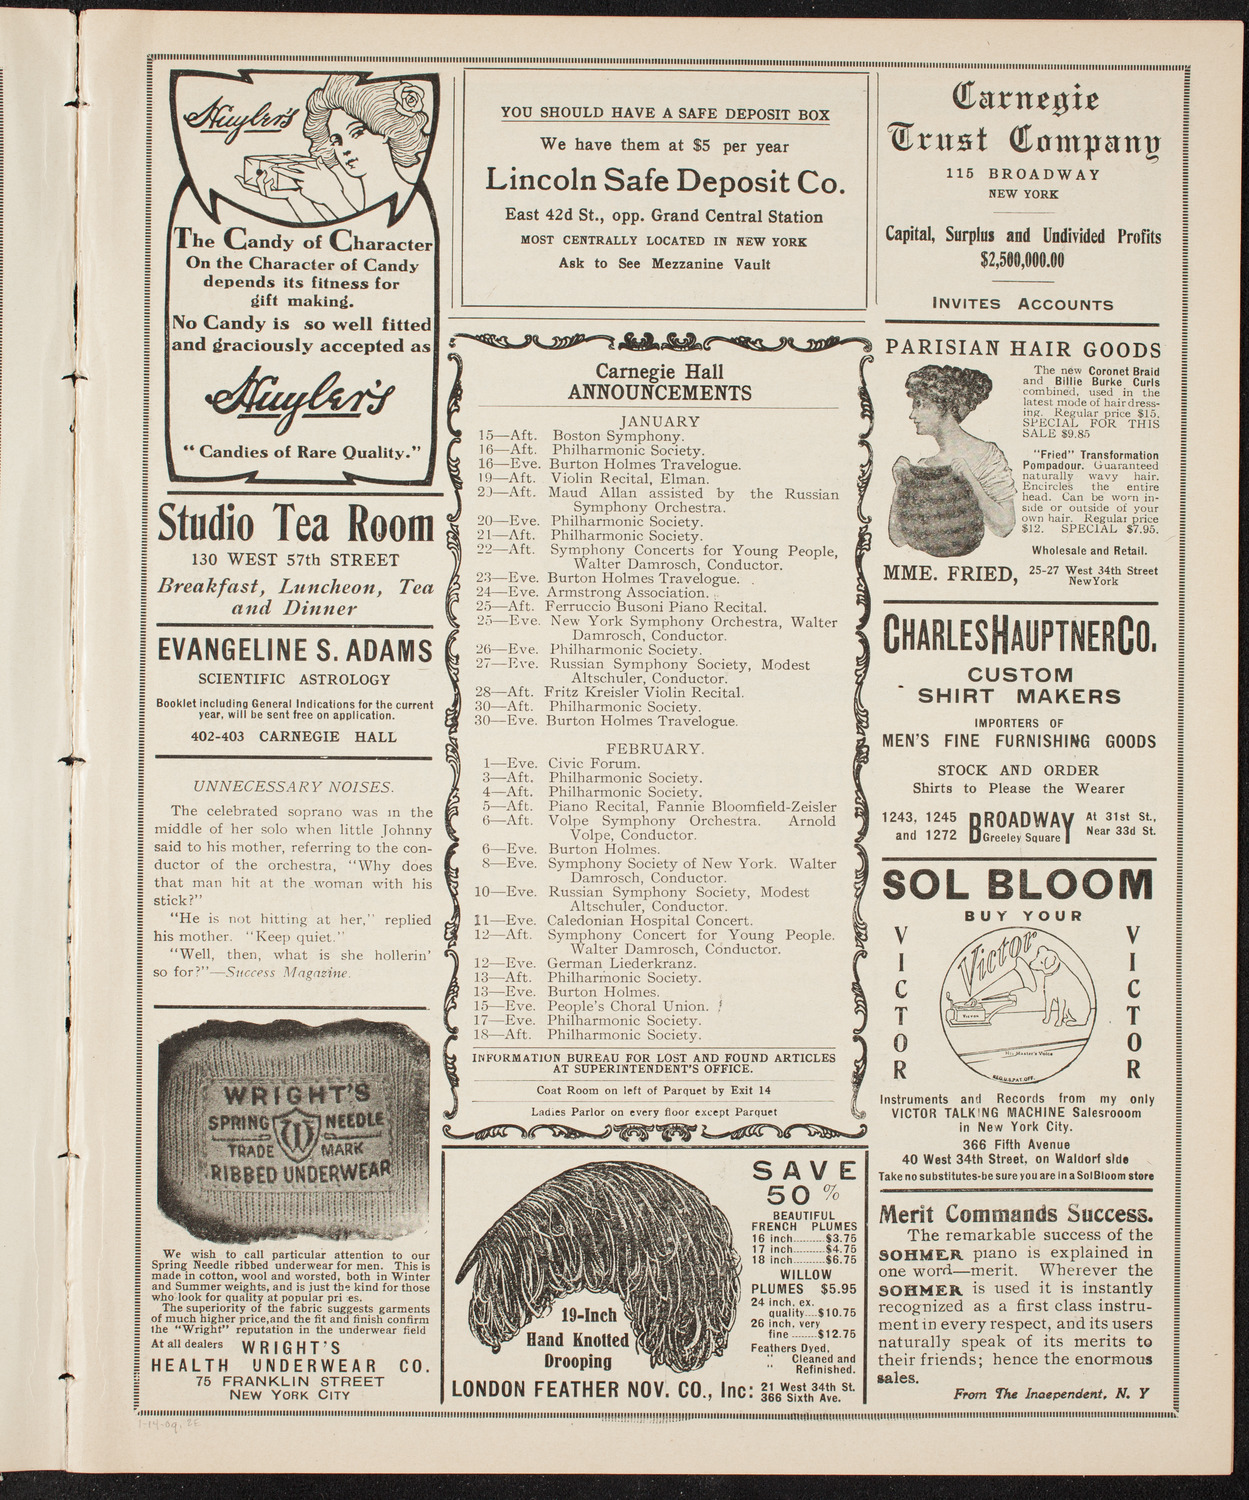 Huyler's
The Candy of Character
On the Character of Candy
depends its fitness for
gift making.
No Candy is so well fitted
and graciously accepted as
Huyler's
"Candies of Rare Quality."
Studio Tea Room
130 WEST 57th STREET
Breakfast, Luncheon, Tea
and Dinner
EVANGELINE S. ADAMS
SCIENTIFIC ASTROLOGY
Booklet including General Indications for the current
year, will be sent free on application.
402-403 CARNEGIE HALL
UNNECESSARY NOISES.
The celebrated soprano was in the
middle of her solo when little Johnny
said to his mother, referring to the con-
ductor of the orchestra, "Why does
that man hit at the woman with his
stick?"
"He is not hitting at her," replied
his mother. "Keep quiet."
"Well, then, what is she hollerin'
so for?"—Success Magazine.
WRIGHT'S
SPRING NEEDLE
TRADE MARK
RIBBED UNDERWEAR
We wish to call particular attention to our
Spring Needle ribbed underwear for men. This is
made in cotton, wool and worsted, both in Winter
and Summer weights, and is just the kind for those
who look for quality at popular pri es.
The superiority of the fabric suggests garments
of much higher price, and the fit and finish confirm
the "Wright" reputation in the underwear field
At all dealers WRIGHT'S
HEALTH UNDERWEAR CO.
75 FRANKLIN STREET
NEW YORK CITY
YOU SHOULD HAVE A SAFE DEPOSIT BOX
We have them at $5 per year
Lincoln Safe Deposit Co.
East 42d St., opp. Grand Central Station
MOST CENTRALLY LOCATED IN NEW YORK
Ask to See Mezzanine Vault
Carnegie Hall
ANNOUNCEMENTS
JANUARY
15—Aft. Boston Symphony.
16—Aft. Philharmonic Society.
16—Eve. Burton Holmes Travelogue.
19—Aft. Violin Recital, Elman.
20—Aft. Maud Allan assisted by the Russian
Symphony Orchestra.
20—Eve. Philharmonic Society.
21—Aft. Philharmonic Society.
22—Aft. Symphony Concerts for Young People,
Walter Damrosch, Conductor.
23—Eve. Burton Holmes Travelogue.
24—Eve. Armstrong Association.
25—Aft. Ferruccio Busoni Piano Recital.
25—Eve. New York Symphony Orchestra, Walter
Damrosch, Conductor.
26—Eve. Philharmonic Society.
27—Eve. Russian Symphony Society, Modest
Altschuler, Conductor.
28—Aft. Fritz Kreisler Violin Recital.
30—Aft. Philharmonic Society.
30—Eve. Burton Holmes Travelogue.
FEBRUARY.
1—Eve. Civic Forum.
3—Aft. Philharmonic Society.
4—Aft. Philharmonic Society.
5—Aft. Piano Recital, Fannie Bloomfield-Zeisler
6—Aft. Volpe Symphony Orchestra. Arnold
Volpe, Conductor.
6—Eve. Burton Holmes.
8—Eve. Symphony Society of New York. Walter
Damrosch, Conductor.
10—Eve. Russian Symphony Society, Modest
Altschuler, Conductor.
11—Eve. Caledonian Hospital Concert.
12—Aft. Symphony Concert for Young People.
Walter Damrosch, Conductor.
12—Eve. German Liederkranz.
13—Aft. Philharmonic Society.
13—Eve. Burton Holmes.
15—Eve. People's Choral Union.
17—Eve. Philharmonic Society.
18—Aft. Philharmonic Society.
INFORMATION BUREAU FOR LOST AND FOUND ARTICLES
AT SUPERINTENDENT'S OFFICE.
Coat Room on left of Parquet by Exit 14
Ladies Parlor on every floor except Parquet
19-Inch
Hand Knotted
Drooping
SAVE
50%
BEAUTIFUL
FRENCH PLUMES
16 inch..........$3.75
17 inch..........$4.75
18 inch..........$6.75
WILLOW
PLUMES $5.95
24 inch. ex.
quality....$10.75
26 inch, very
fine .......$12.75
Feathers Dyed,
" Cleaned and
" Refinished.
LONDON FEATHER NOV. CO., Inc: 21 West 34th St.
366 Sixth Ave.
Carnegie
Trust Company
115 BROADWAY
NEW YORK
Capital, Surplus and Undivided Profits
$2,500,000.00
INVITES ACCOUNTS
PARISIAN HAIR GOODS
The new Coronet Braid
and Billie Burke Curls
combined, used in the
latest mode of hairdress-
ing. Regular price $15.
SPECIAL FOR THIS
SALE $9.85
"Fried" Transformation
Pompadour. Guaranteed
naturally wavy hair.
Encircles the entire
head. Can be worn in-
side or outside of your
own hair. Regular price
$12. SPECIAL $7.95.
Wholesale and Retail.
MME. FRIED, 25-27 West 34th Street
NewYork
CHARLES HAUPTNER CO.
CUSTOM
SHIRT MAKERS
IMPORTERS OF
MEN'S FINE FURNISHING GOODS
STOCK AND ORDER
Shirts to Please the Wearer
1243, 1245 BROADWAY At 31st St.,
and 1272 Greeley Square Near 33d St.
SOL BLOOM
BUY YOUR
VICTOR
Victor
Victor
His Master's Voice
REG.U.S.PAT.OFF.
VICTOR
Instruments and Records from my only
VICTOR TALKING MACHINE Salesrooom
in New York City.
366 Fifth Avenue
40 West 34th Street, on Waldorf side
Take no substitutes-be sure you are in a Sol Bloom store
Merit Commands Success.
The remarkable success of the
SOHMER piano is explained in
one word—merit. Wherever the
SOHMER is used it is instantly
recognized as a first class instru-
ment in every respect, and its users
naturally speak of its merits to
their friends; hence the enormous
sales.
From The Independent, N. Y